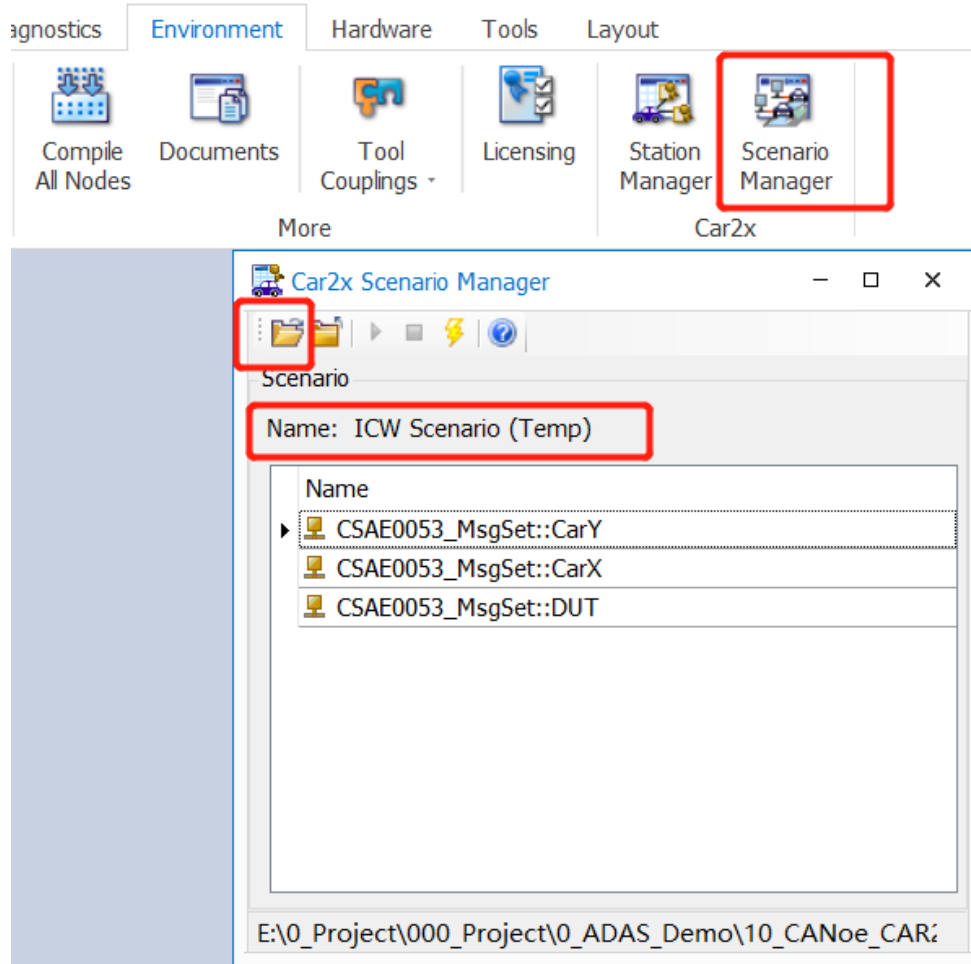 agnostics Environment Hardware Tools Layout
Compile Documents Tool Licensing Station Scenario
All Nodes Couplings Manager Manager
More Car2x
Car2x Scenario Manager
Scenario
Name: ICW Scenario (Temp)
Name
CSAE0053_MsgSet::CarY
CSAE0053_MsgSet::CarX
CSAE0053_MsgSet::DUT
E:\0_Project\000_Project\0_ADAS_Demo\10_CANoe_CAR2